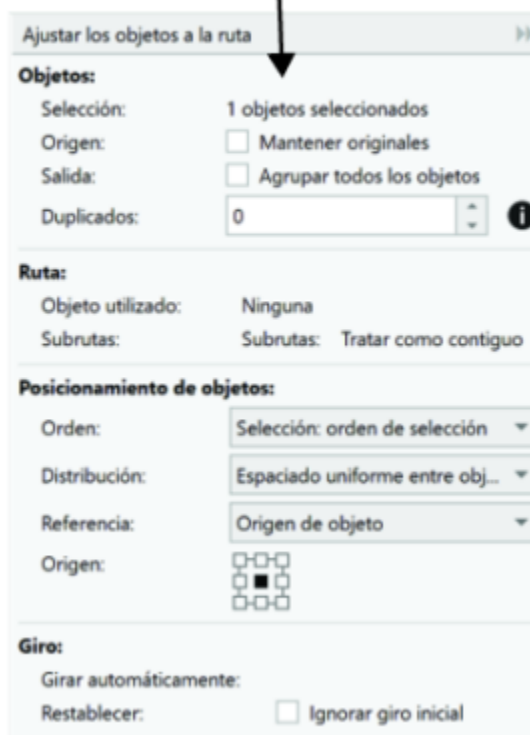 Ajustar los objetos a la ruta
Objetos:
Selección: 1 objetos seleccionados
Origen: Mantener originales
Salida: Agrupar todos los objetos
Duplicados: 0
Ruta:
Objeto utilizado: Ninguna
Subrutas: Subrutas: Tratar como contiguo
Posicionamiento de objetos:
Orden: Selección: orden de selección
Distribución: Espaciado uniforme entre obj...
Referencia: Origen de objeto
Origen:
Giro:
Girar automáticamente:
Restablecer: Ignorar giro inicial